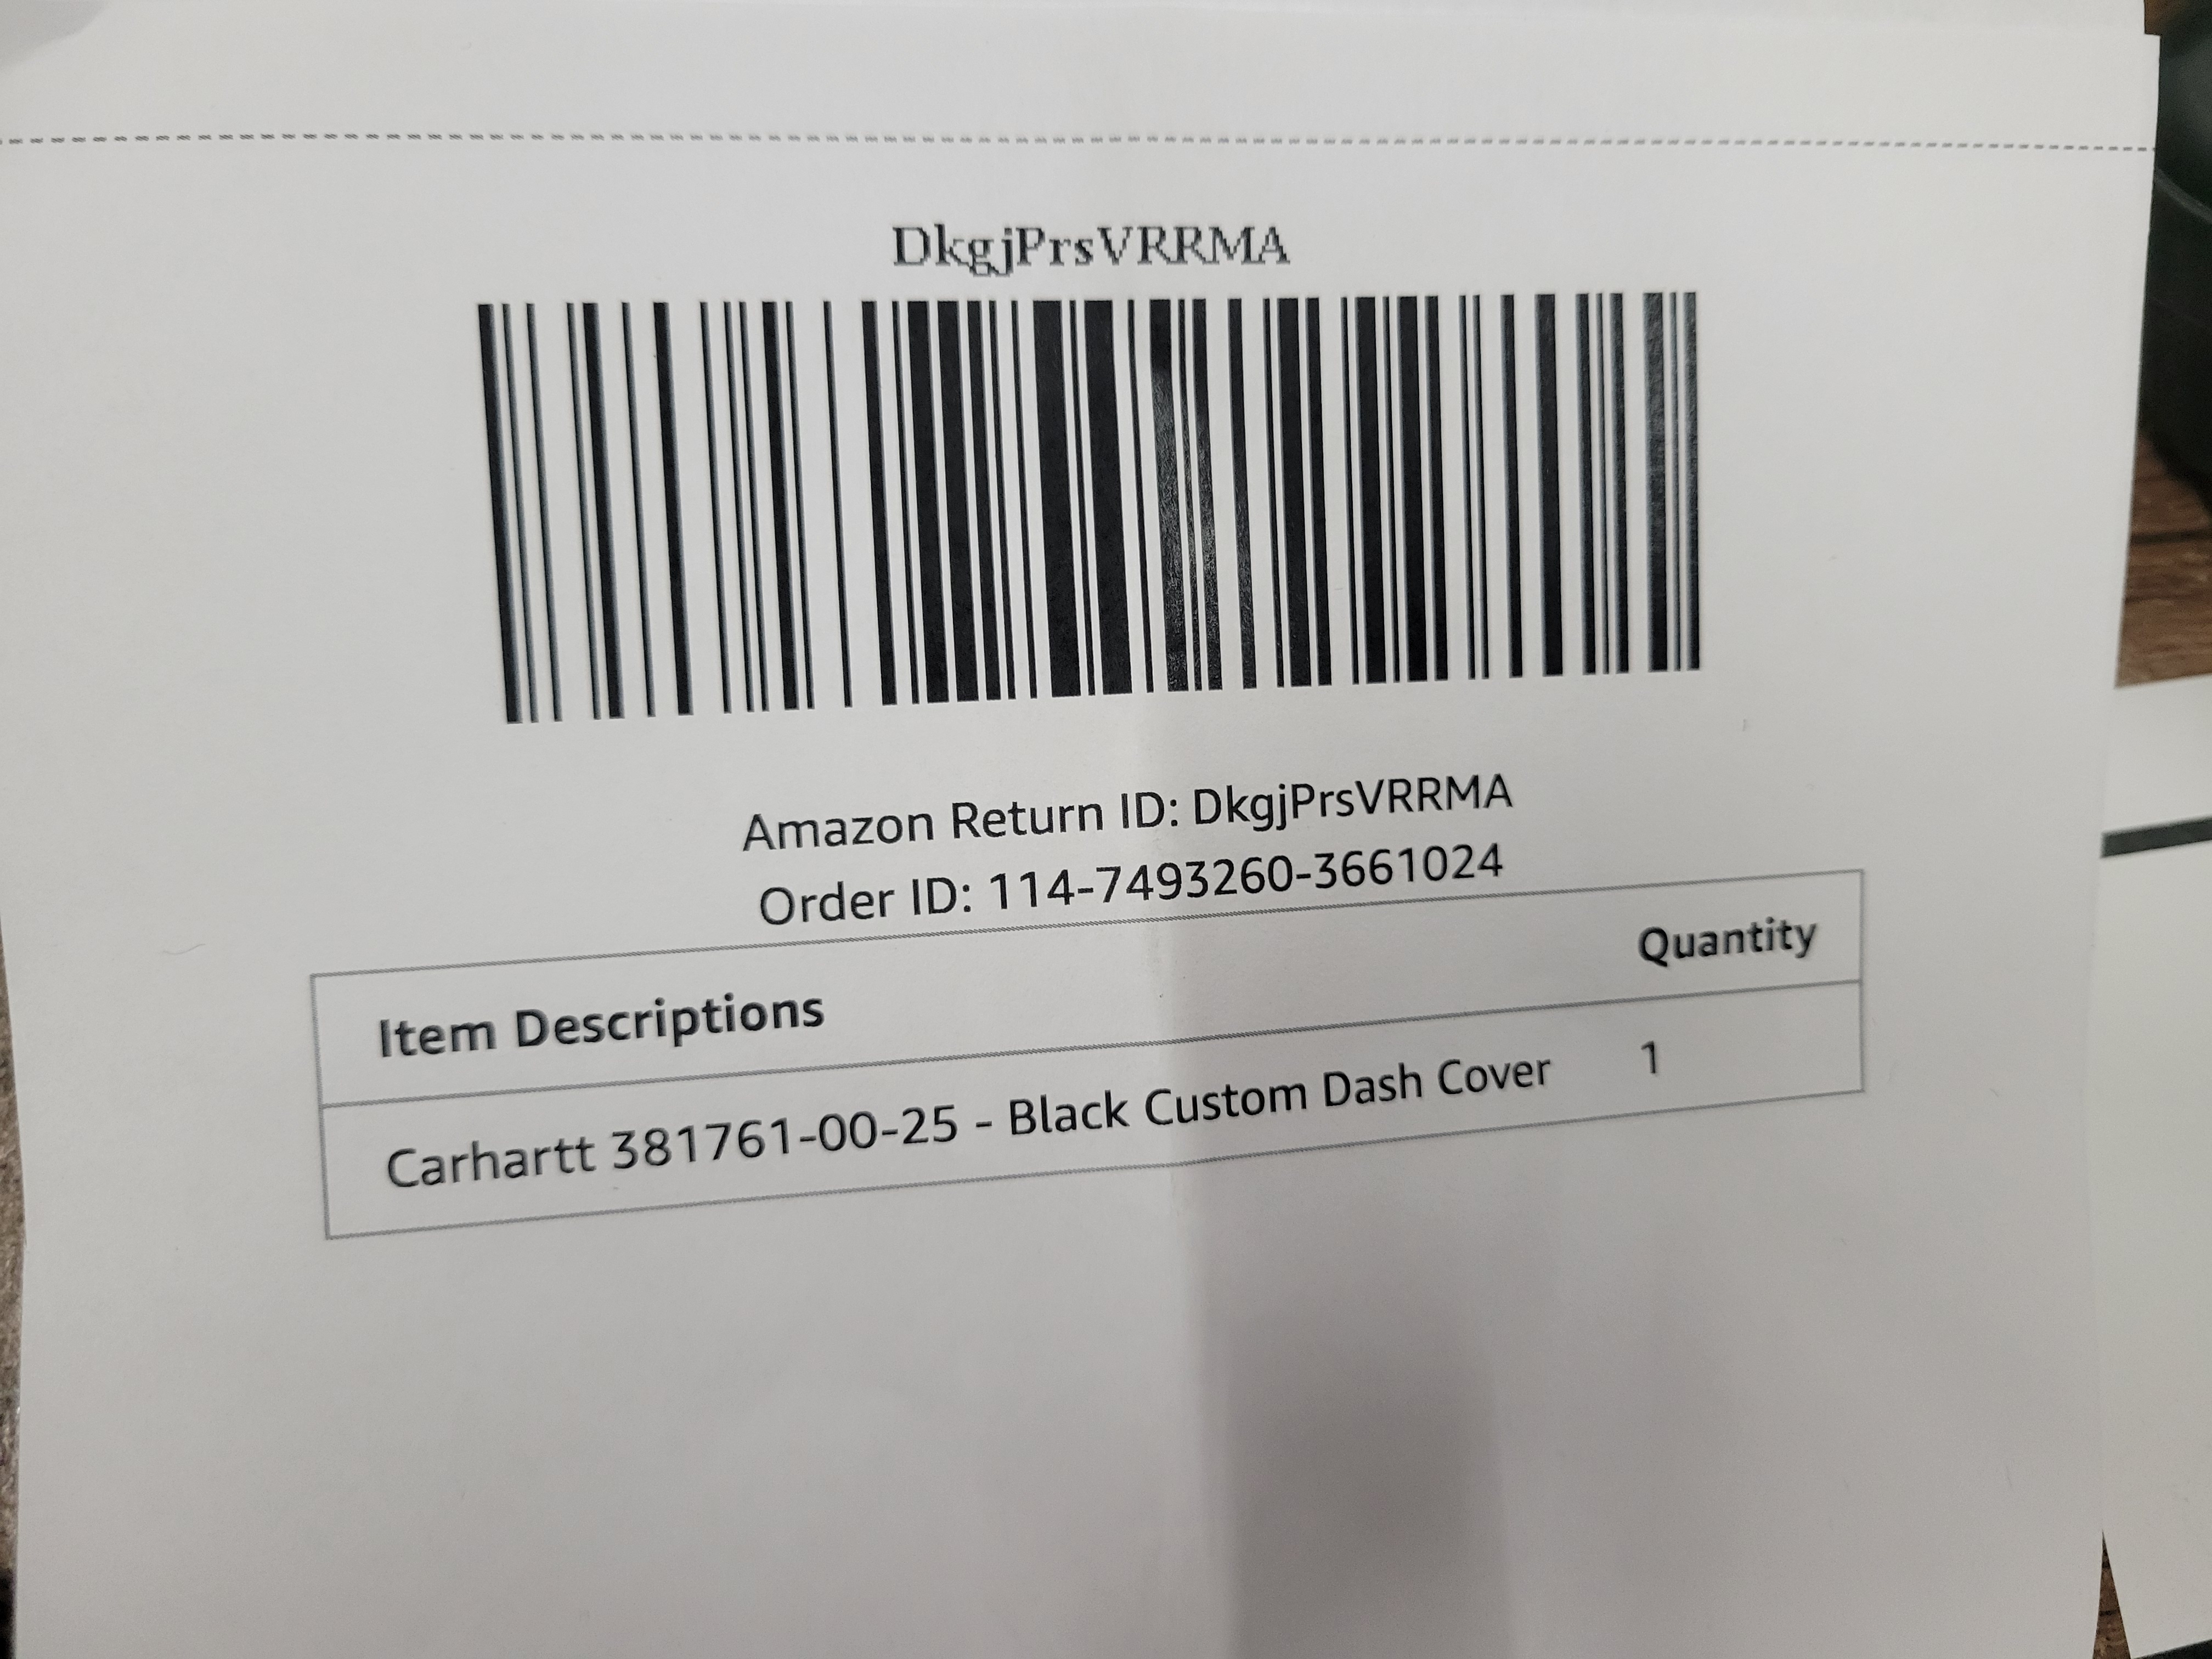 DkgjPrsVRRMA
Amazon Return ID: DkgjPrsVRRMA
Order ID: 114-7493260-3661024
Item Descriptions Quantity
Carhartt 381761-00-25 - Black Custom Dash Cover 1